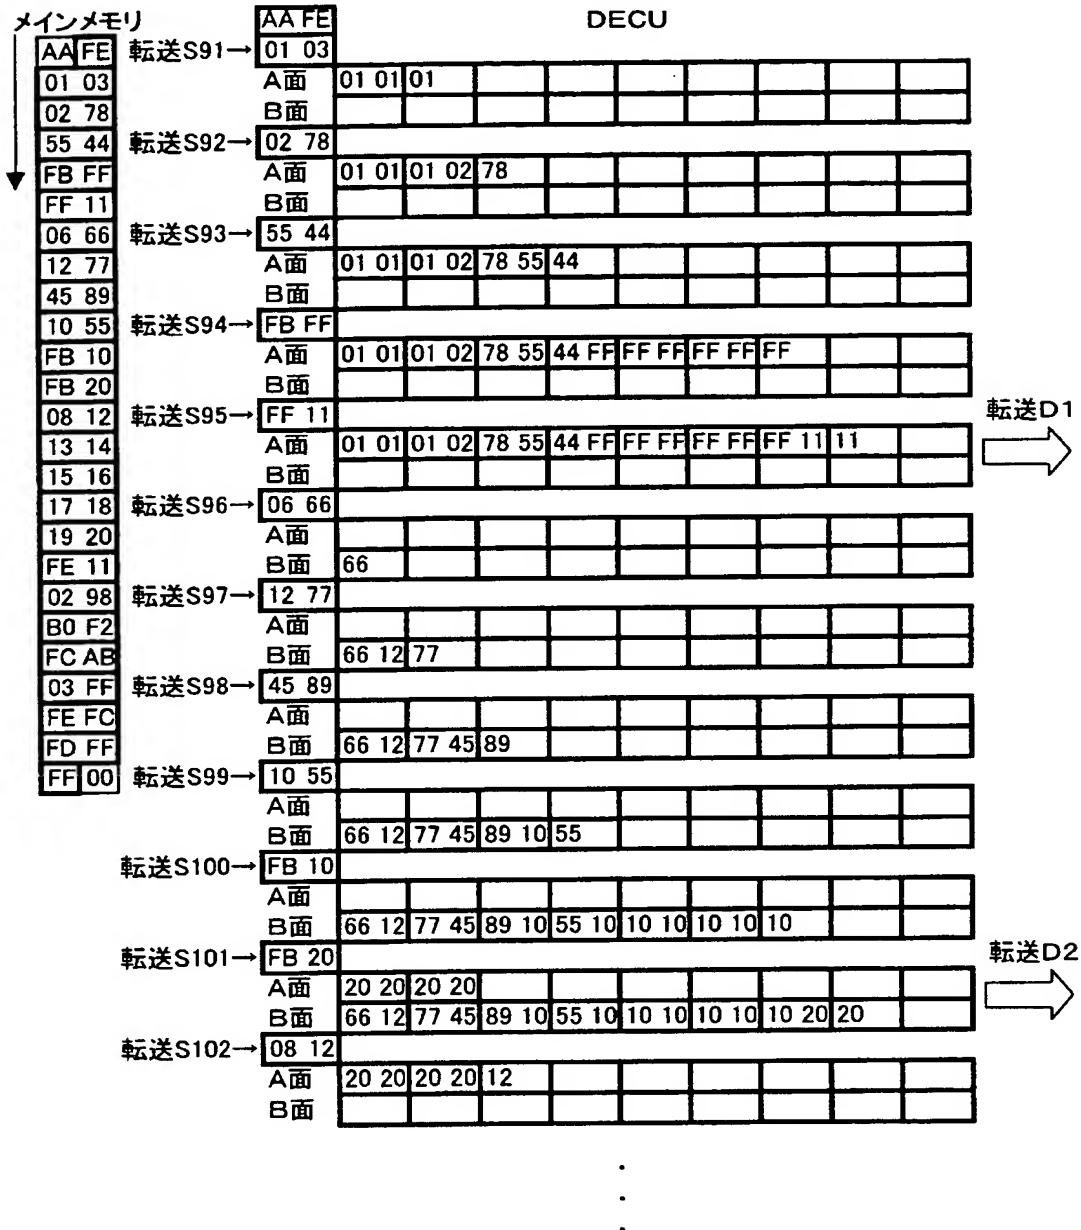 メインメモリ
AA FE
01 03
02 78
55 44
FB FF
FF 11
06 66
12 77
45 89
10 55
FB 10
FB 20
08 12
13 14
15 16
17 18
19 20
FE 11
02 98
B0 F2
FC AB
03 FF
FE FC
FD FF
FF 00
DECU
AA FE
転送S91→ 01 03
A面 01 01 01
B面
転送S92→ 02 78
A面 01 01 01 02 78
B面
転送S93→ 55 44
A面 01 01 01 02 78 55 44
B面
転送S94→ FB FF
A面 01 01 01 02 78 55 44 FF FF FF FF FF FF
B面
転送S95→ FF 11
A面 01 01 01 02 78 55 44 FF FF FF FF FF FF 11 11
B面
転送D1
転送S96→ 06 66
A面
B面 66
転送S97→ 12 77
A面
B面 66 12 77
転送S98→ 45 89
A面
B面 66 12 77 45 89
転送S99→ 10 55
A面
B面 66 12 77 45 89 10 55
転送S100→ FB 10
A面
B面 66 12 77 45 89 10 55 10 10 10 10 10 10
転送S101→ FB 20
A面 20 20 20 20
B面 66 12 77 45 89 10 55 10 10 10 10 10 10 20 20
転送D2
転送S102→ 08 12
A面 20 20 20 20 12
B面